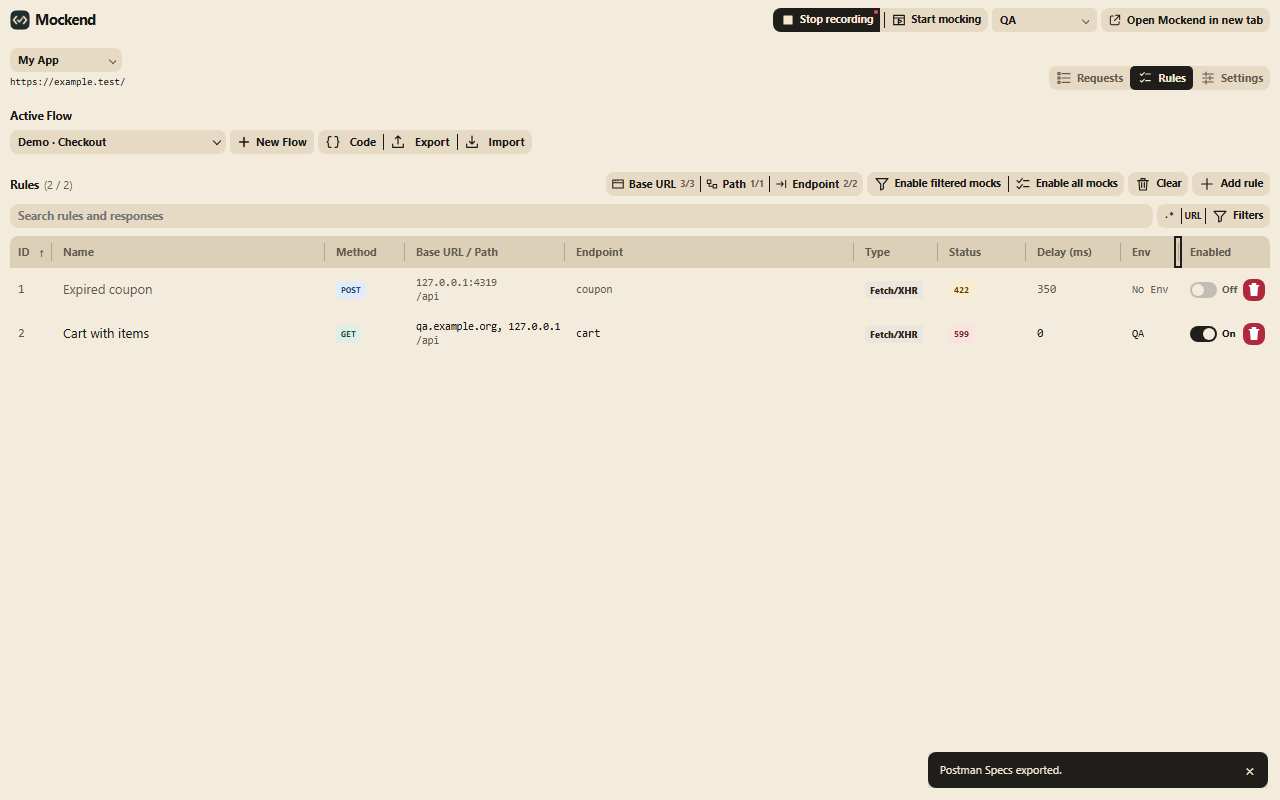 Mockend
Stop recording
Start mocking
QA
Open Mockend in new tab
My App
https://example.test/
Requests
Rules
Settings
Active Flow
Demo · Checkout
New Flow
{} Code
Export
Import
Rules (2 / 2)
Base URL 3/3
Path 1/1
Endpoint 2/2
Enable filtered mocks
Enable all mocks
Clear
Add rule
Search rules and responses
.*
URL
Filters
ID ↑ Name Method Base URL / Path Endpoint Type Status Delay (ms) Env Enabled
1 Expired coupon POST 127.0.0.1:4319 coupon Fetch/XHR 422 350 No Env Off
/api
2 Cart with items GET qa.example.org, 127.0.0.1 cart Fetch/XHR 599 0 QA On
/api
Postman Specs exported. ×